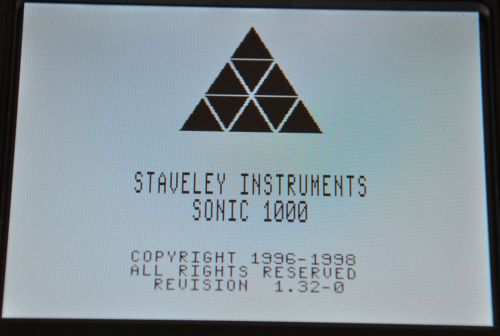 STAVELEY INSTRUMENTS
SONIC 1000
COPYRIGHT 1996-1998
ALL RIGHTS RESERVED
REVISION 1.32-0